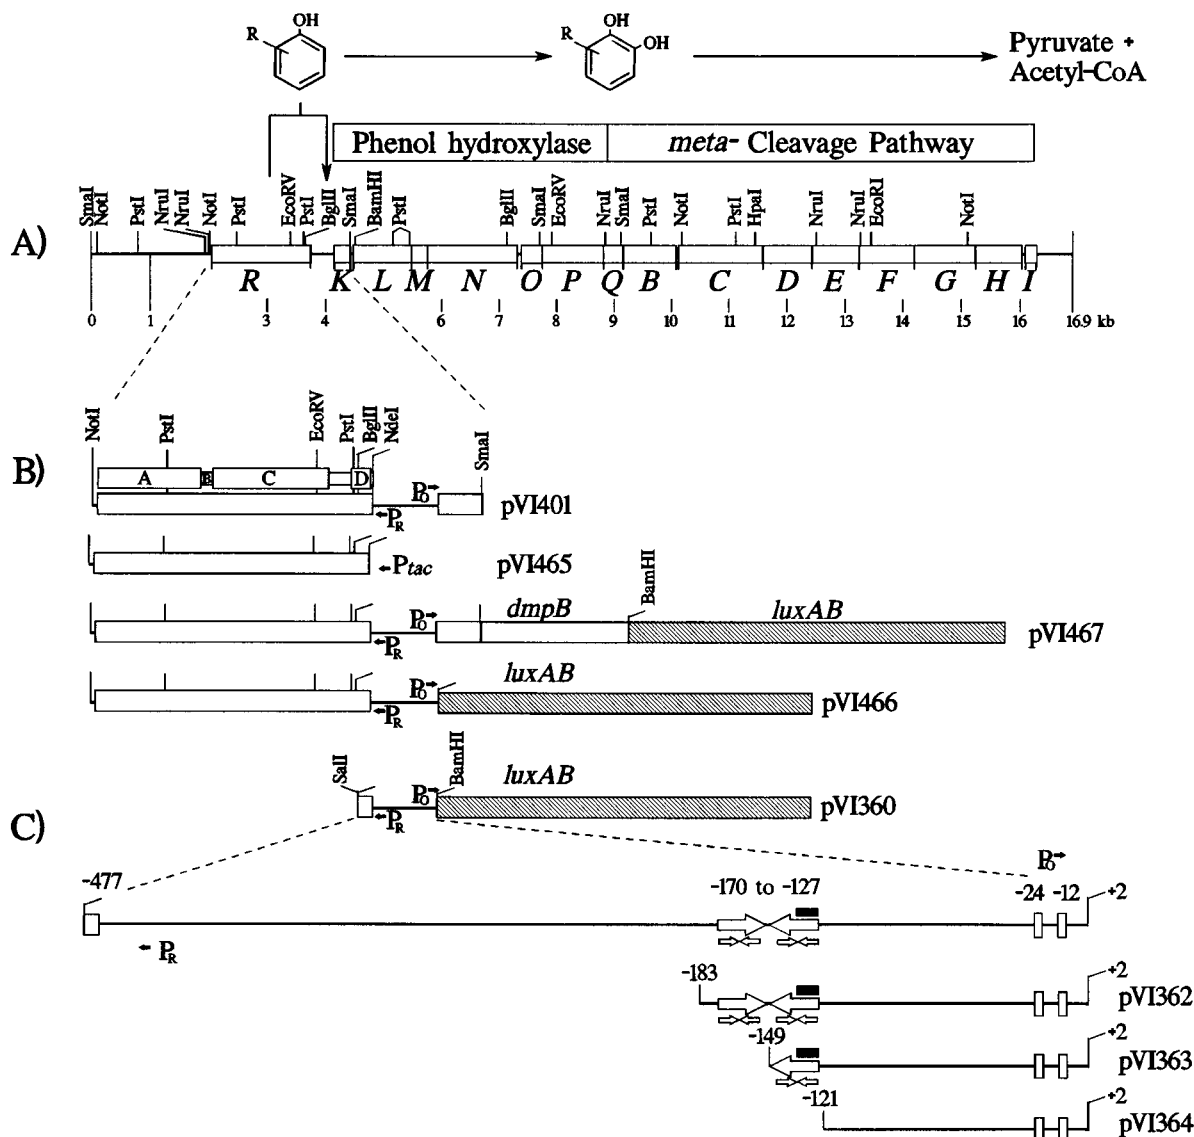 OH
R
OH
R
OH
Pyruvate +
Acetyl-CoA
Phenol hydroxylase
meta- Cleavage Pathway
A)
SmaI
NotI
PstI
NruI
NruI
NotI
PstI
EcoRV
PstI
BglII
SmaI
BamHI
PstI
BglII
SmaI
EcoRV
NruI
SmaI
PstI
NotI
PstI
HpaI
NruI
NruI
EcoRI
NotI
R K L M N O P Q B C D E F G H I
0 1 3 4 6 7 8 9 10 11 12 13 14 15 16 16.9 kb
B)
NotI
PstI
EcoRV
PstI
BglII
NdeI
SmaI
A B C D
PO
PR
pVI401
Ptac
pVI465
PO
PR
dmpB
BamHI
luxAB
pVI467
PO
PR
luxAB
pVI466
C)
SalI
PO
PR
BamHI
luxAB
pVI360
PO
-477
-170 to -127
-24
-12
+2
PR
-183
+2
pVI362
-149
+2
pVI363
-121
+2
pVI364